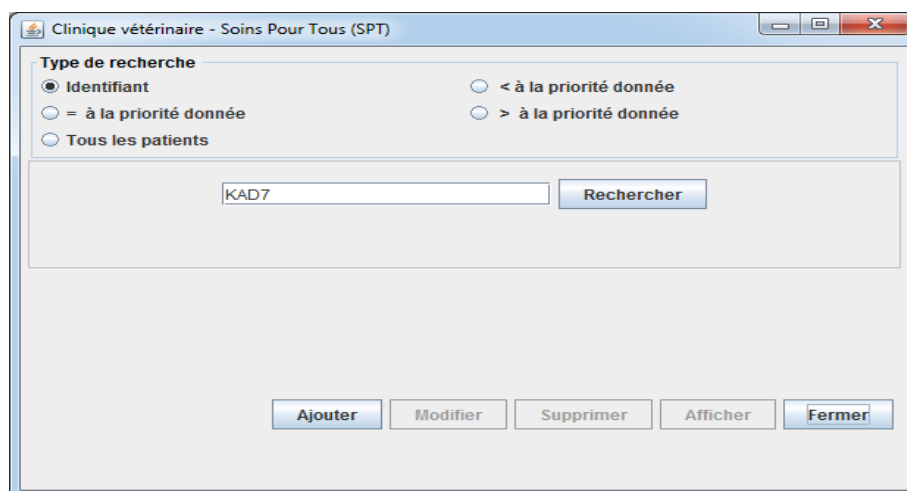 Clinique vétérinaire - Soins Pour Tous (SPT)
Type de recherche
Identifiant
< à la priorité donnée
= à la priorité donnée
> à la priorité donnée
Tous les patients
KAD7
Rechercher
Ajouter Modifier Supprimer Afficher Fermer